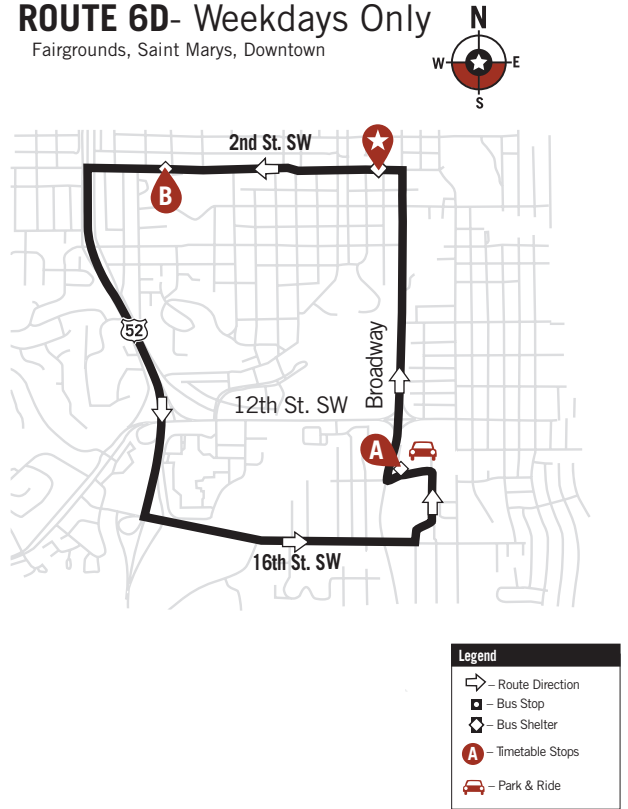 ROUTE 6D- Weekdays Only
Fairgrounds, Saint Marys, Downtown
N
W
E
S
2nd St. SW
B
52
Broadway
12th St. SW
A
16th St. SW
Legend
– Route Direction
– Bus Stop
– Bus Shelter
A – Timetable Stops
– Park & Ride